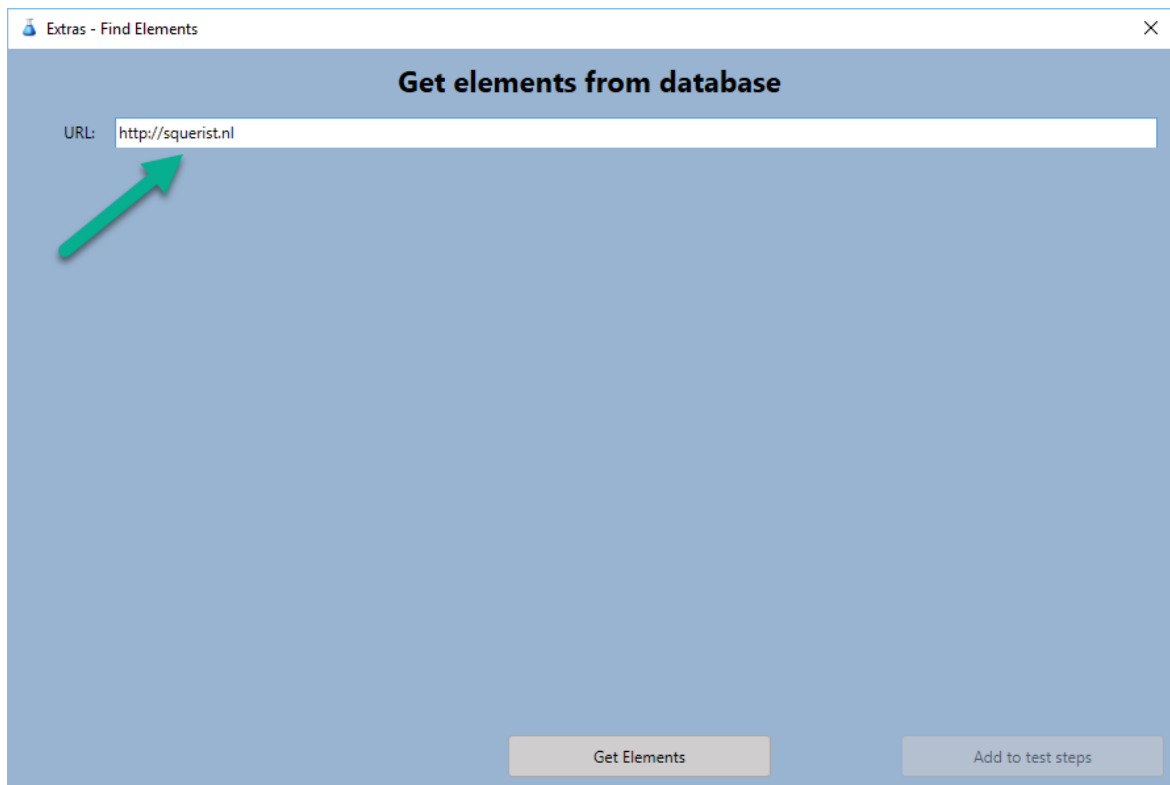 Extras - Find Elements
Get elements from database
URL: http://squerist.nl
Get Elements Add to test steps